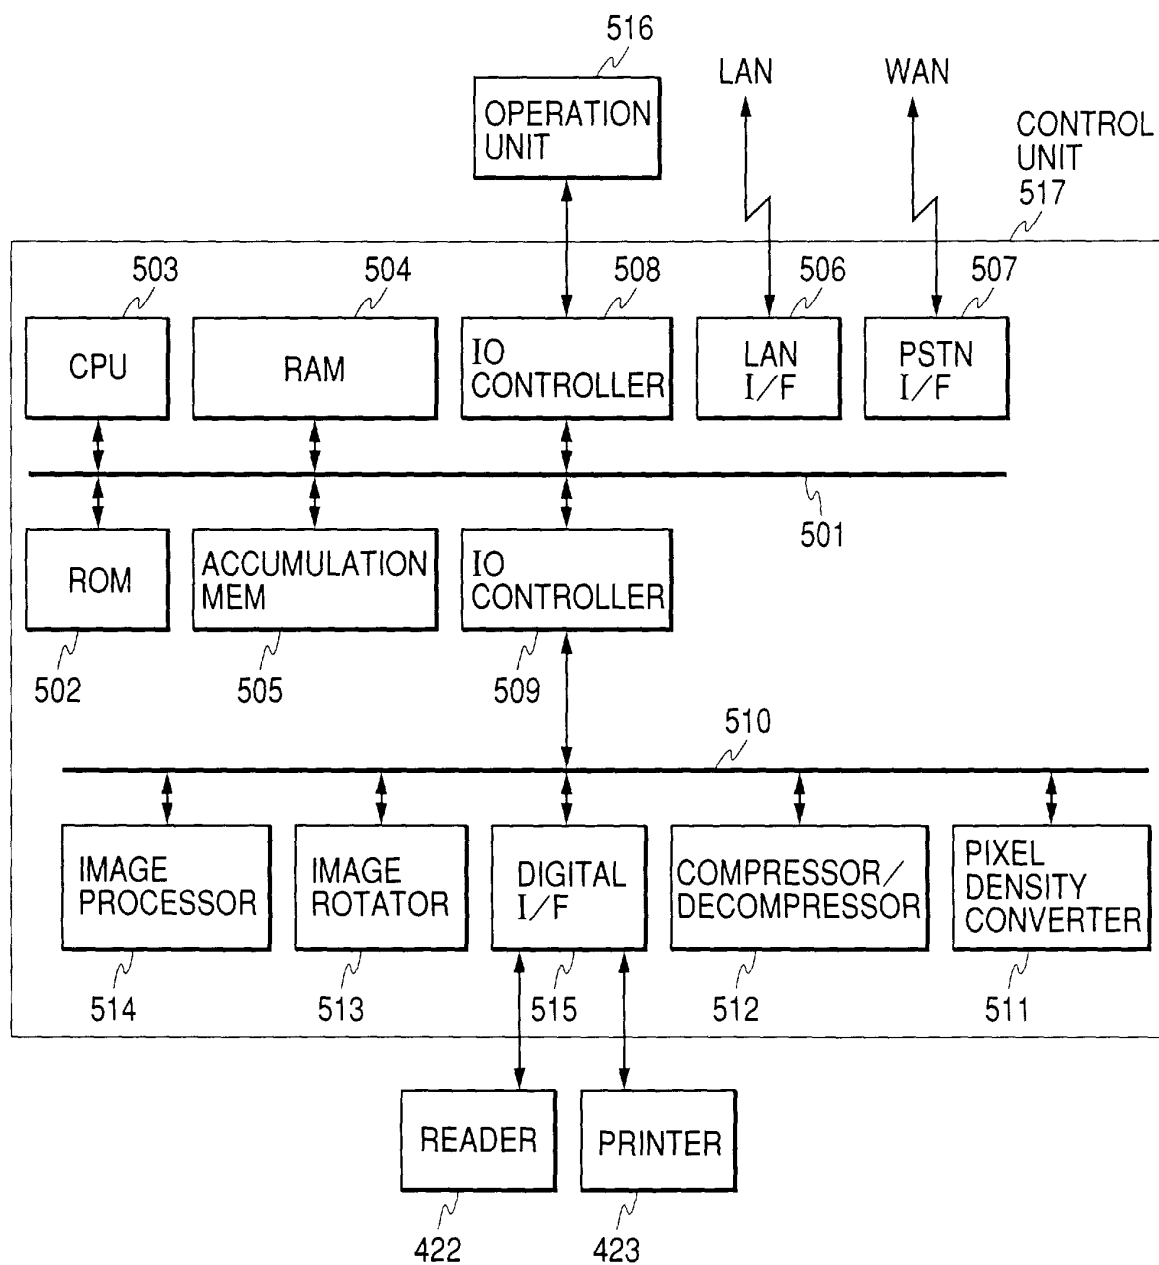 516
LAN
WAN
OPERATION
UNIT
CONTROL
UNIT
517
503
504
508
506
507
CPU
RAM
IO
CONTROLLER
LAN
I/F
PSTN
I/F
501
ROM
ACCUMULATION
MEM
IO
CONTROLLER
502
505
509
510
IMAGE
PROCESSOR
IMAGE
ROTATOR
DIGITAL
I/F
COMPRESSOR/
DECOMPRESSOR
PIXEL
DENSITY
CONVERTER
514
513
515
512
511
READER
PRINTER
422
423